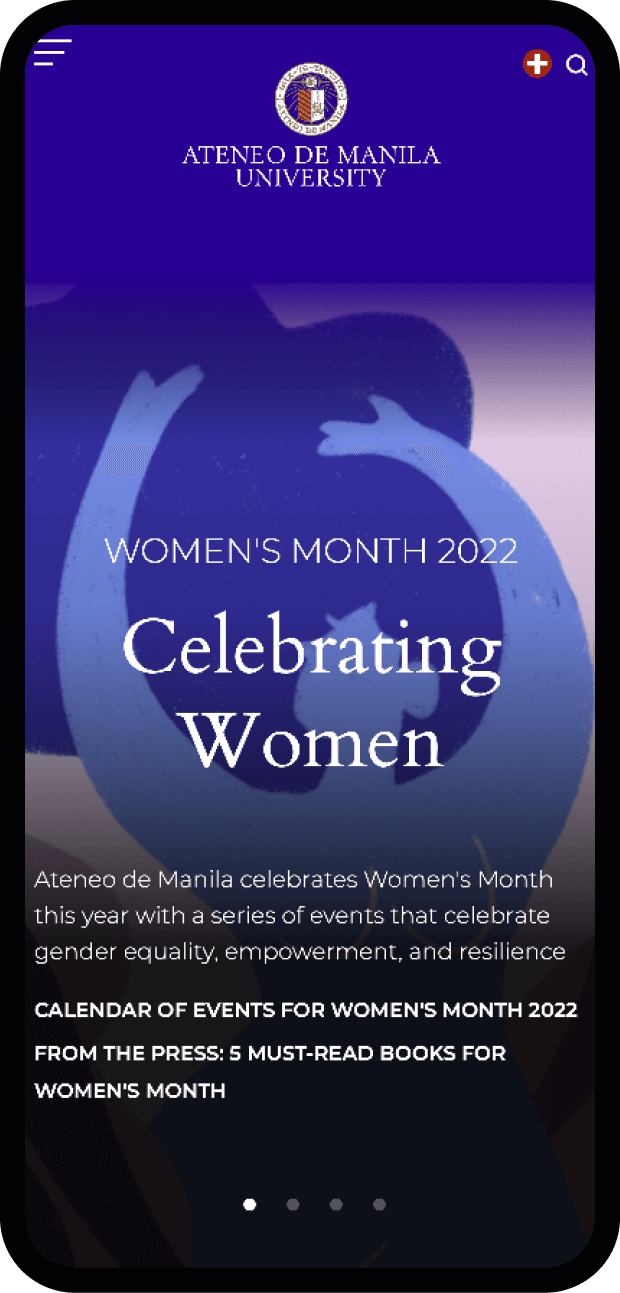 ATENEO DE MANILA
UNIVERSITY
WOMEN'S MONTH 2022
Celebrating
Women
Ateneo de Manila celebrates Women's Month
this year with a series of events that celebrate
gender equality, empowerment, and resilience
CALENDAR OF EVENTS FOR WOMEN'S MONTH 2022
FROM THE PRESS: 5 MUST-READ BOOKS FOR
WOMEN'S MONTH